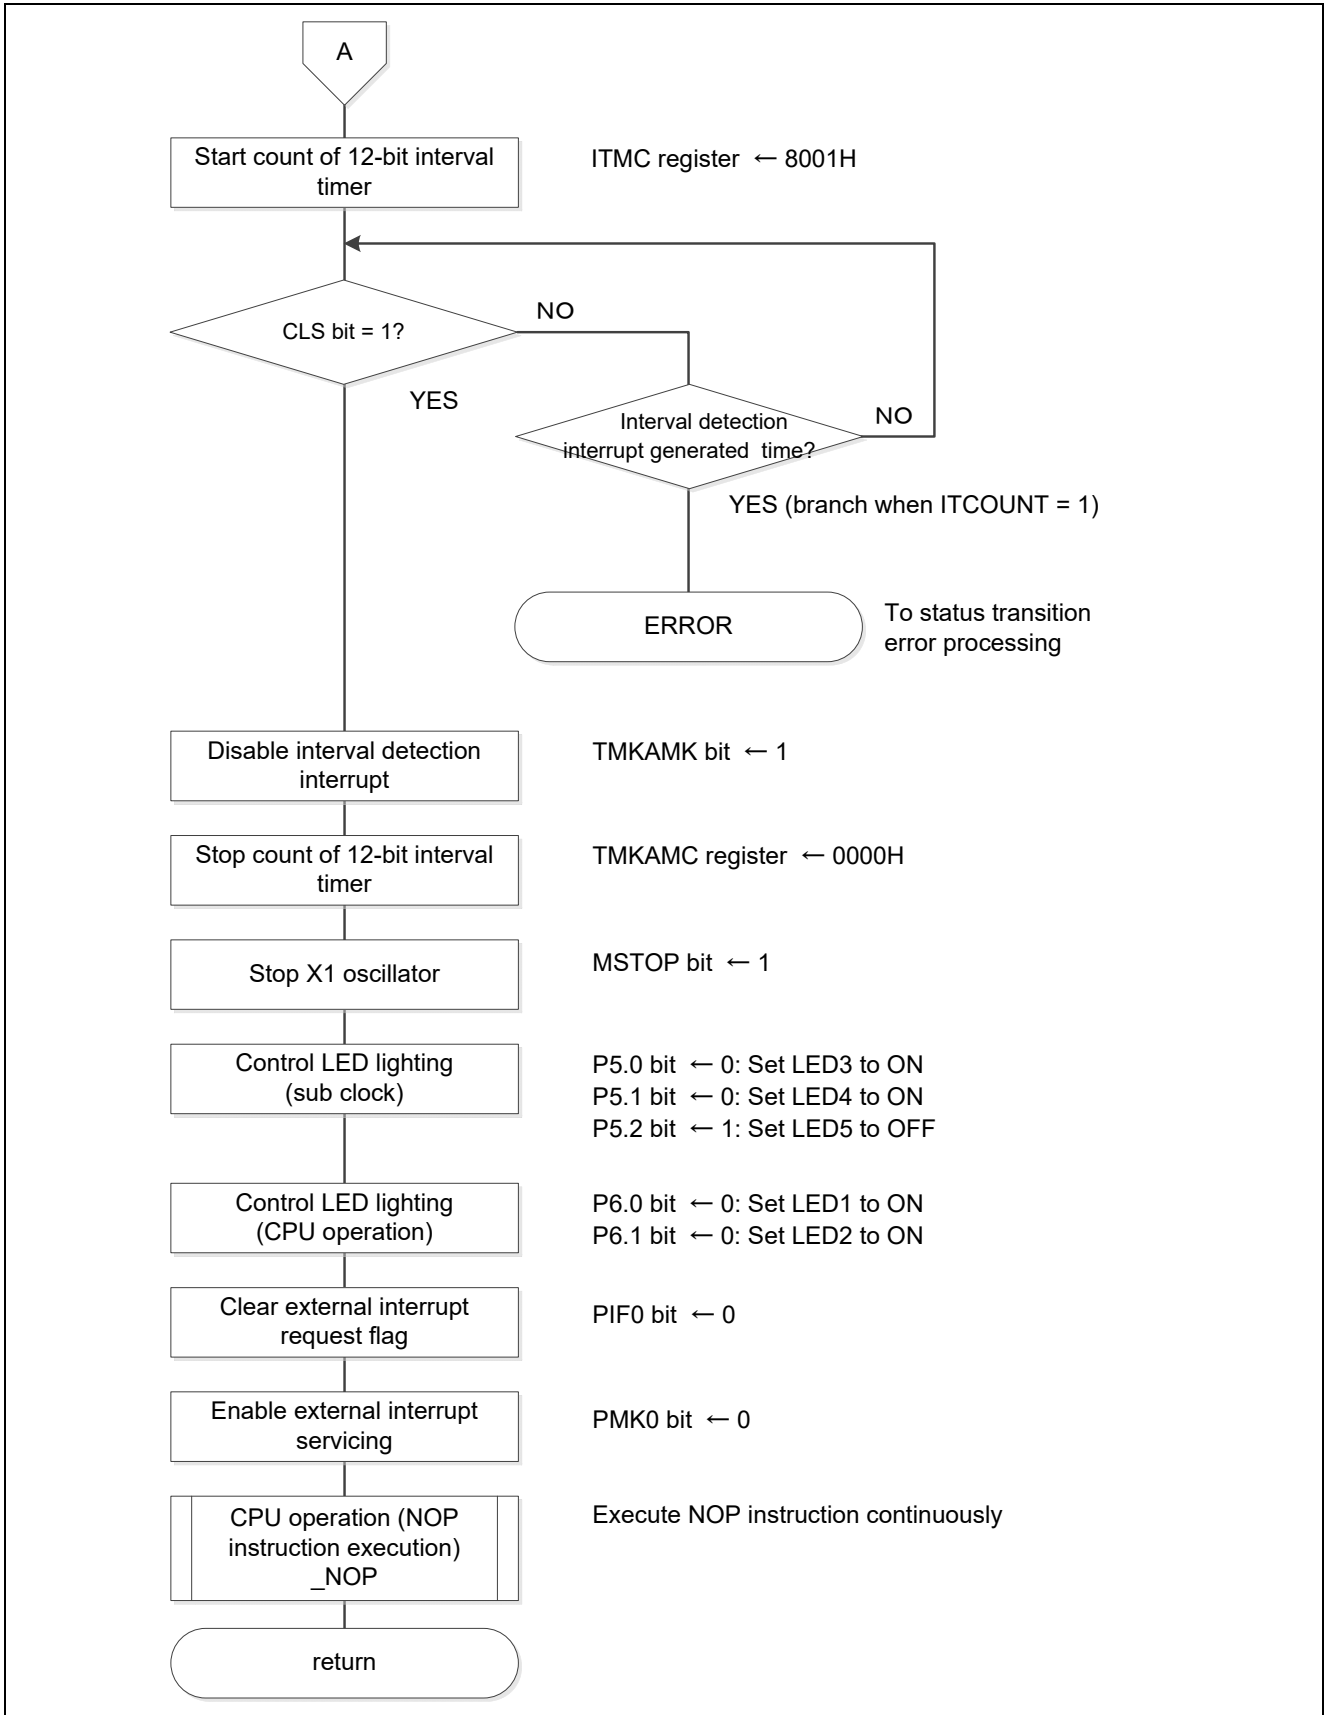 A
Start count of 12-bit interval
timer
ITMC register ← 8001H
CLS bit = 1?
NO
YES
Interval detection
interrupt generated time?
NO
YES (branch when ITCOUNT = 1)
ERROR
To status transition
error processing
Disable interval detection
interrupt
TMKAMK bit ← 1
Stop count of 12-bit interval
timer
TMKAMC register ← 0000H
Stop X1 oscillator
MSTOP bit ← 1
Control LED lighting
(sub clock)
P5.0 bit ← 0: Set LED3 to ON
P5.1 bit ← 0: Set LED4 to ON
P5.2 bit ← 1: Set LED5 to OFF
Control LED lighting
(CPU operation)
P6.0 bit ← 0: Set LED1 to ON
P6.1 bit ← 0: Set LED2 to ON
Clear external interrupt
request flag
PIF0 bit ← 0
Enable external interrupt
servicing
PMK0 bit ← 0
CPU operation (NOP
instruction execution)
_NOP
Execute NOP instruction continuously
return